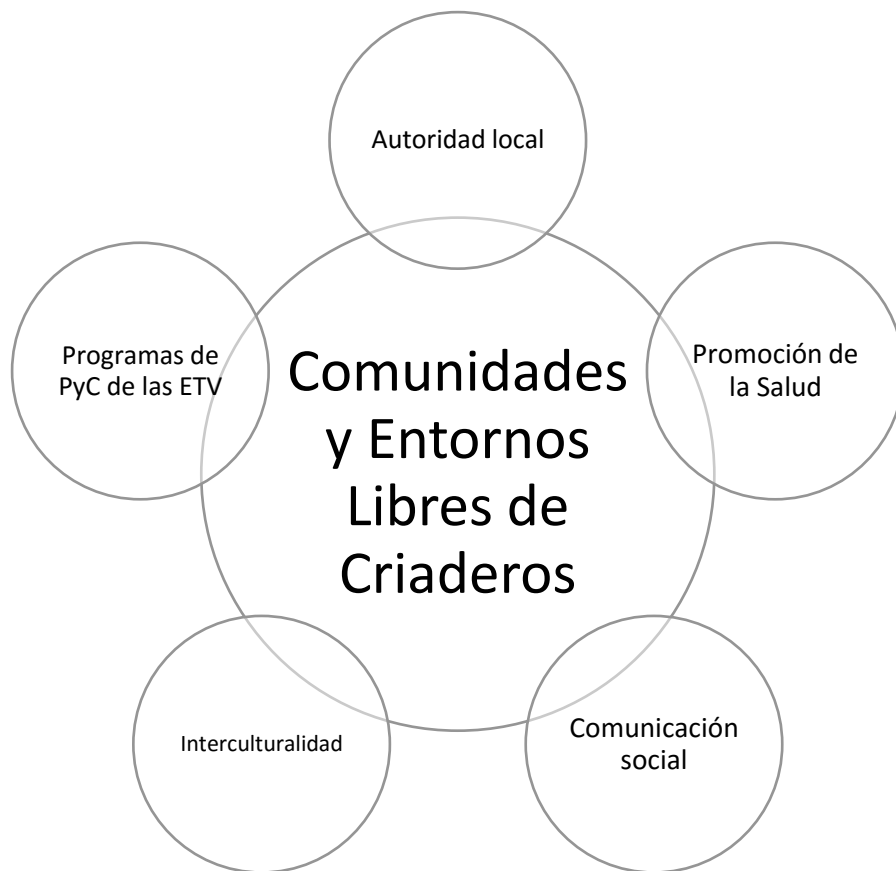 Autoridad local
Programas de
PyC de las ETV
Comunidades
y Entornos
Libres de
Criaderos
Promoción de
la Salud
Interculturalidad
Comunicación
social